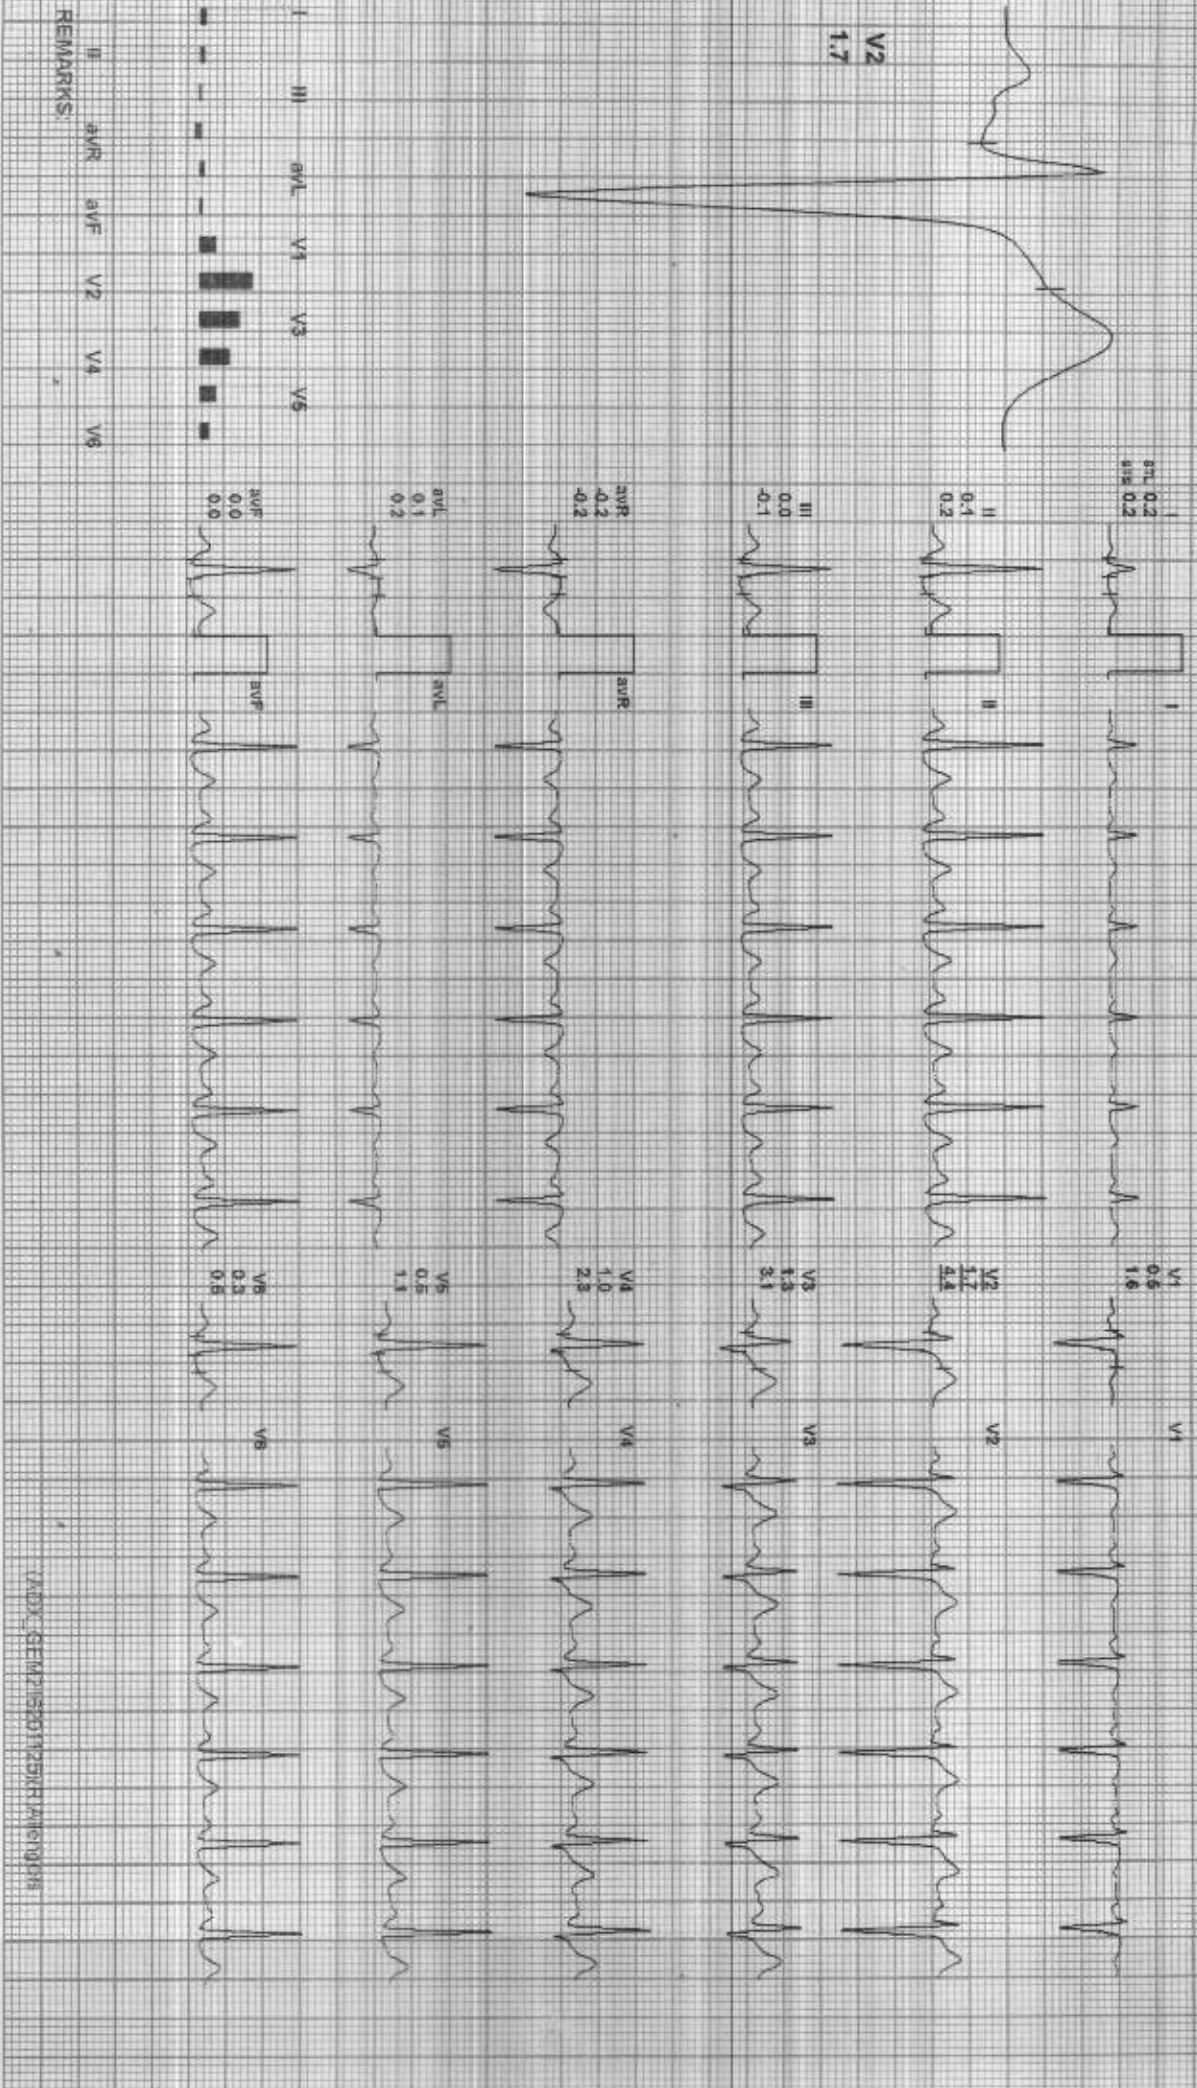 I
STL 0.2
STS 0.2
I
V1
0.5
1.6
V1
V2
1.7
II
0.1
0.2
II
V2
1.7
4.4
V2
III
0.0
-0.1
III
V3
1.3
3.1
V3
avR
-0.2
-0.2
avR
V4
1.0
2.3
V4
avL
0.1
0.2
avL
V5
0.5
1.1
V5
avF
0.0
0.0
avF
V6
0.3
0.6
V6
I III avL V1 V3 V5
II avR avF V2 V4 V6
REMARKS:
Allengers